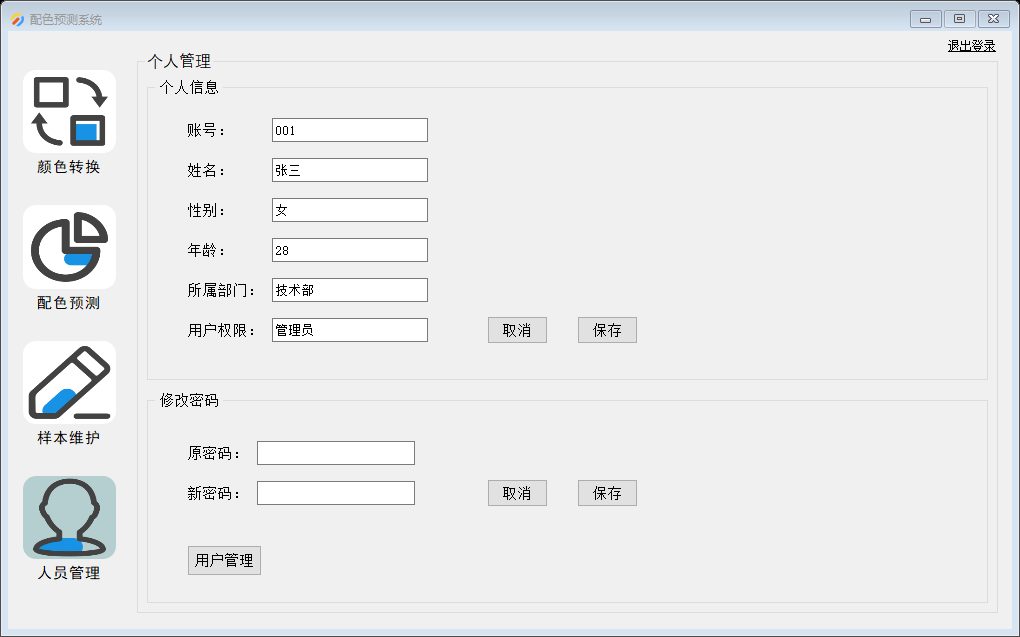 配色预测系统
退出登录
颜色转换
配色预测
样本维护
人员管理
个人管理
个人信息
账号： 001
姓名： 张三
性别： 女
年龄： 28
所属部门： 技术部
用户权限： 管理员 取消 保存
修改密码
原密码：
新密码： 取消 保存
用户管理